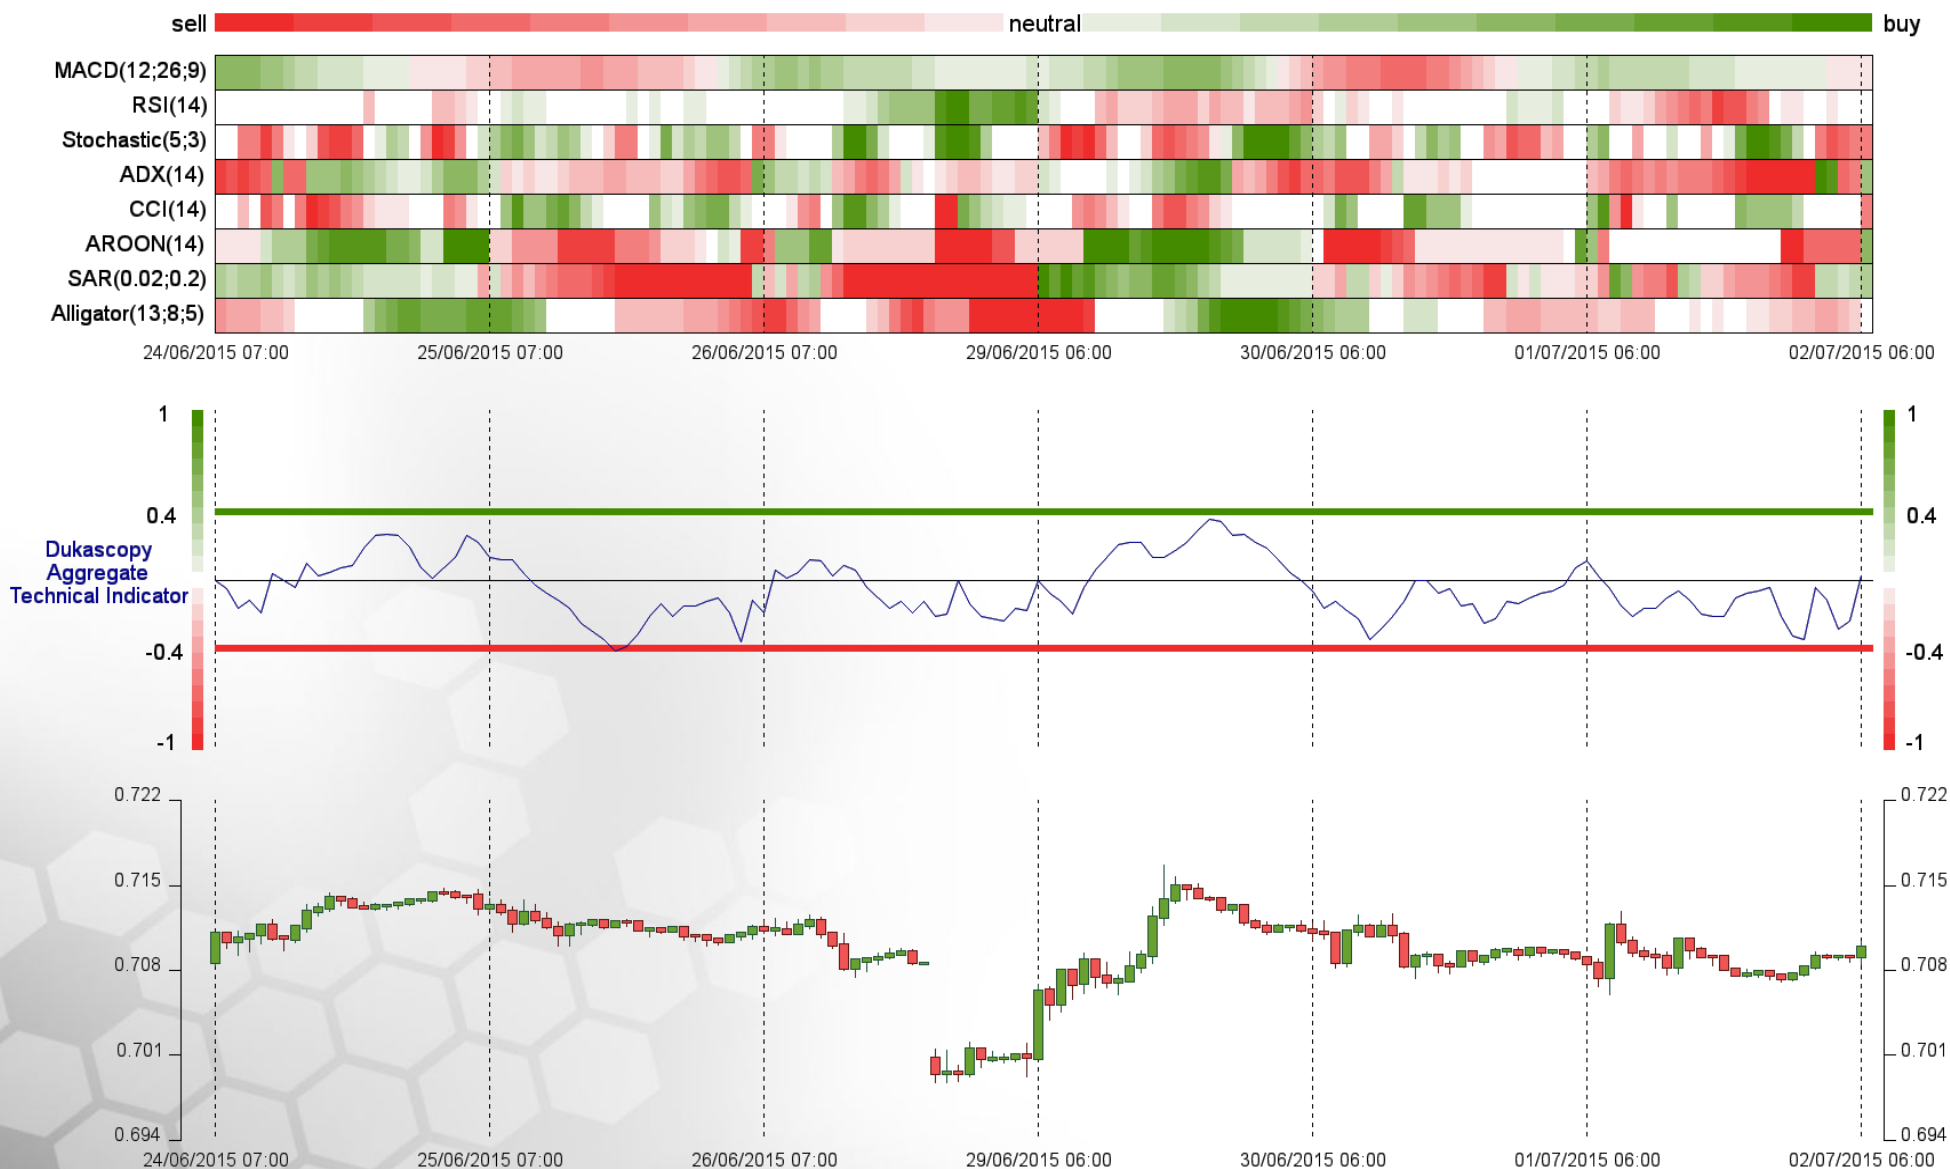 sell neutral buy
MACD(12;26;9)
RSI(14)
Stochastic(5;3)
ADX(14)
CCI(14)
AROON(14)
SAR(0.02;0.2)
Alligator(13;8;5)
24/06/2015 07:00 25/06/2015 07:00 26/06/2015 07:00 29/06/2015 06:00 30/06/2015 06:00 01/07/2015 06:00 02/07/2015 06:00
1 1
0.4 0.4
Dukascopy
Aggregate
Technical Indicator
-0.4 -0.4
-1 -1
0.722 0.722
0.715 0.715
0.708 0.708
0.701 0.701
0.694 0.694
24/06/2015 07:00 25/06/2015 07:00 26/06/2015 07:00 29/06/2015 06:00 30/06/2015 06:00 01/07/2015 06:00 02/07/2015 06:00